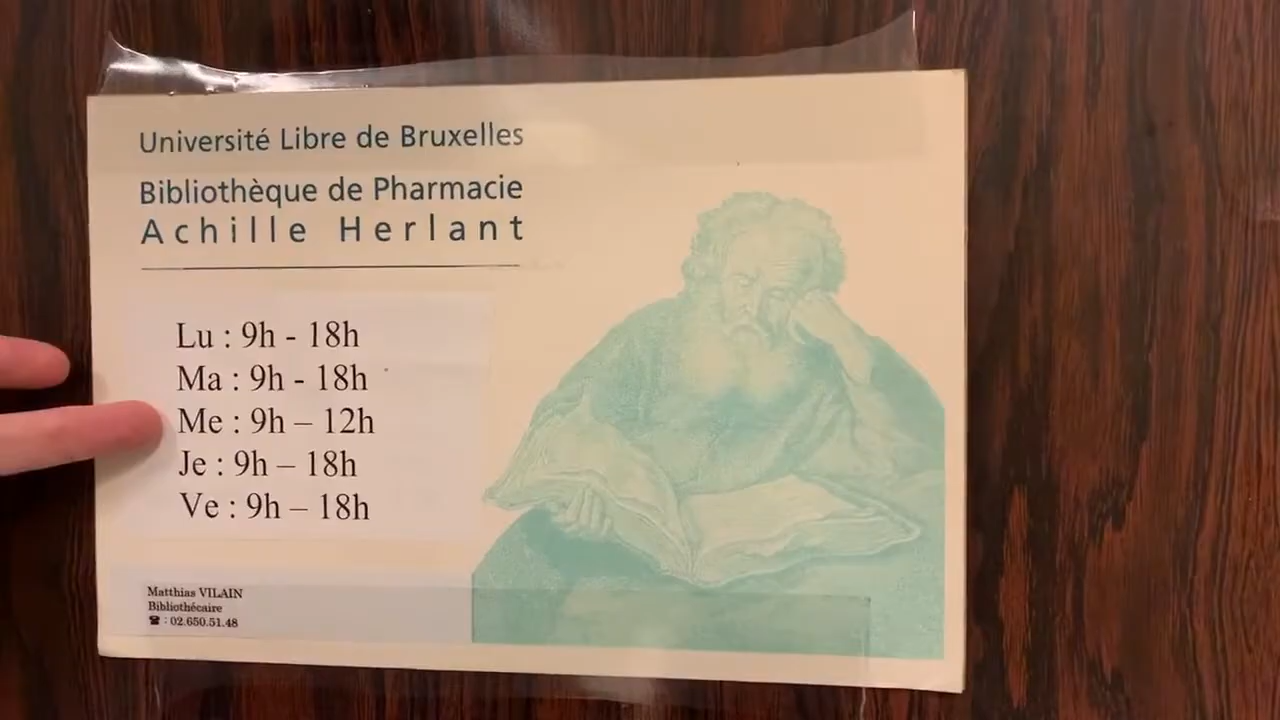 Université Libre de Bruxelles
Bibliothèque de Pharmacie
Achille Herlant
Lu : 9h - 18h
Ma : 9h - 18h
Me : 9h – 12h
Je : 9h – 18h
Ve : 9h – 18h
Matthias VILAIN
Bibliothécaire
☎ : 02.650.51.48